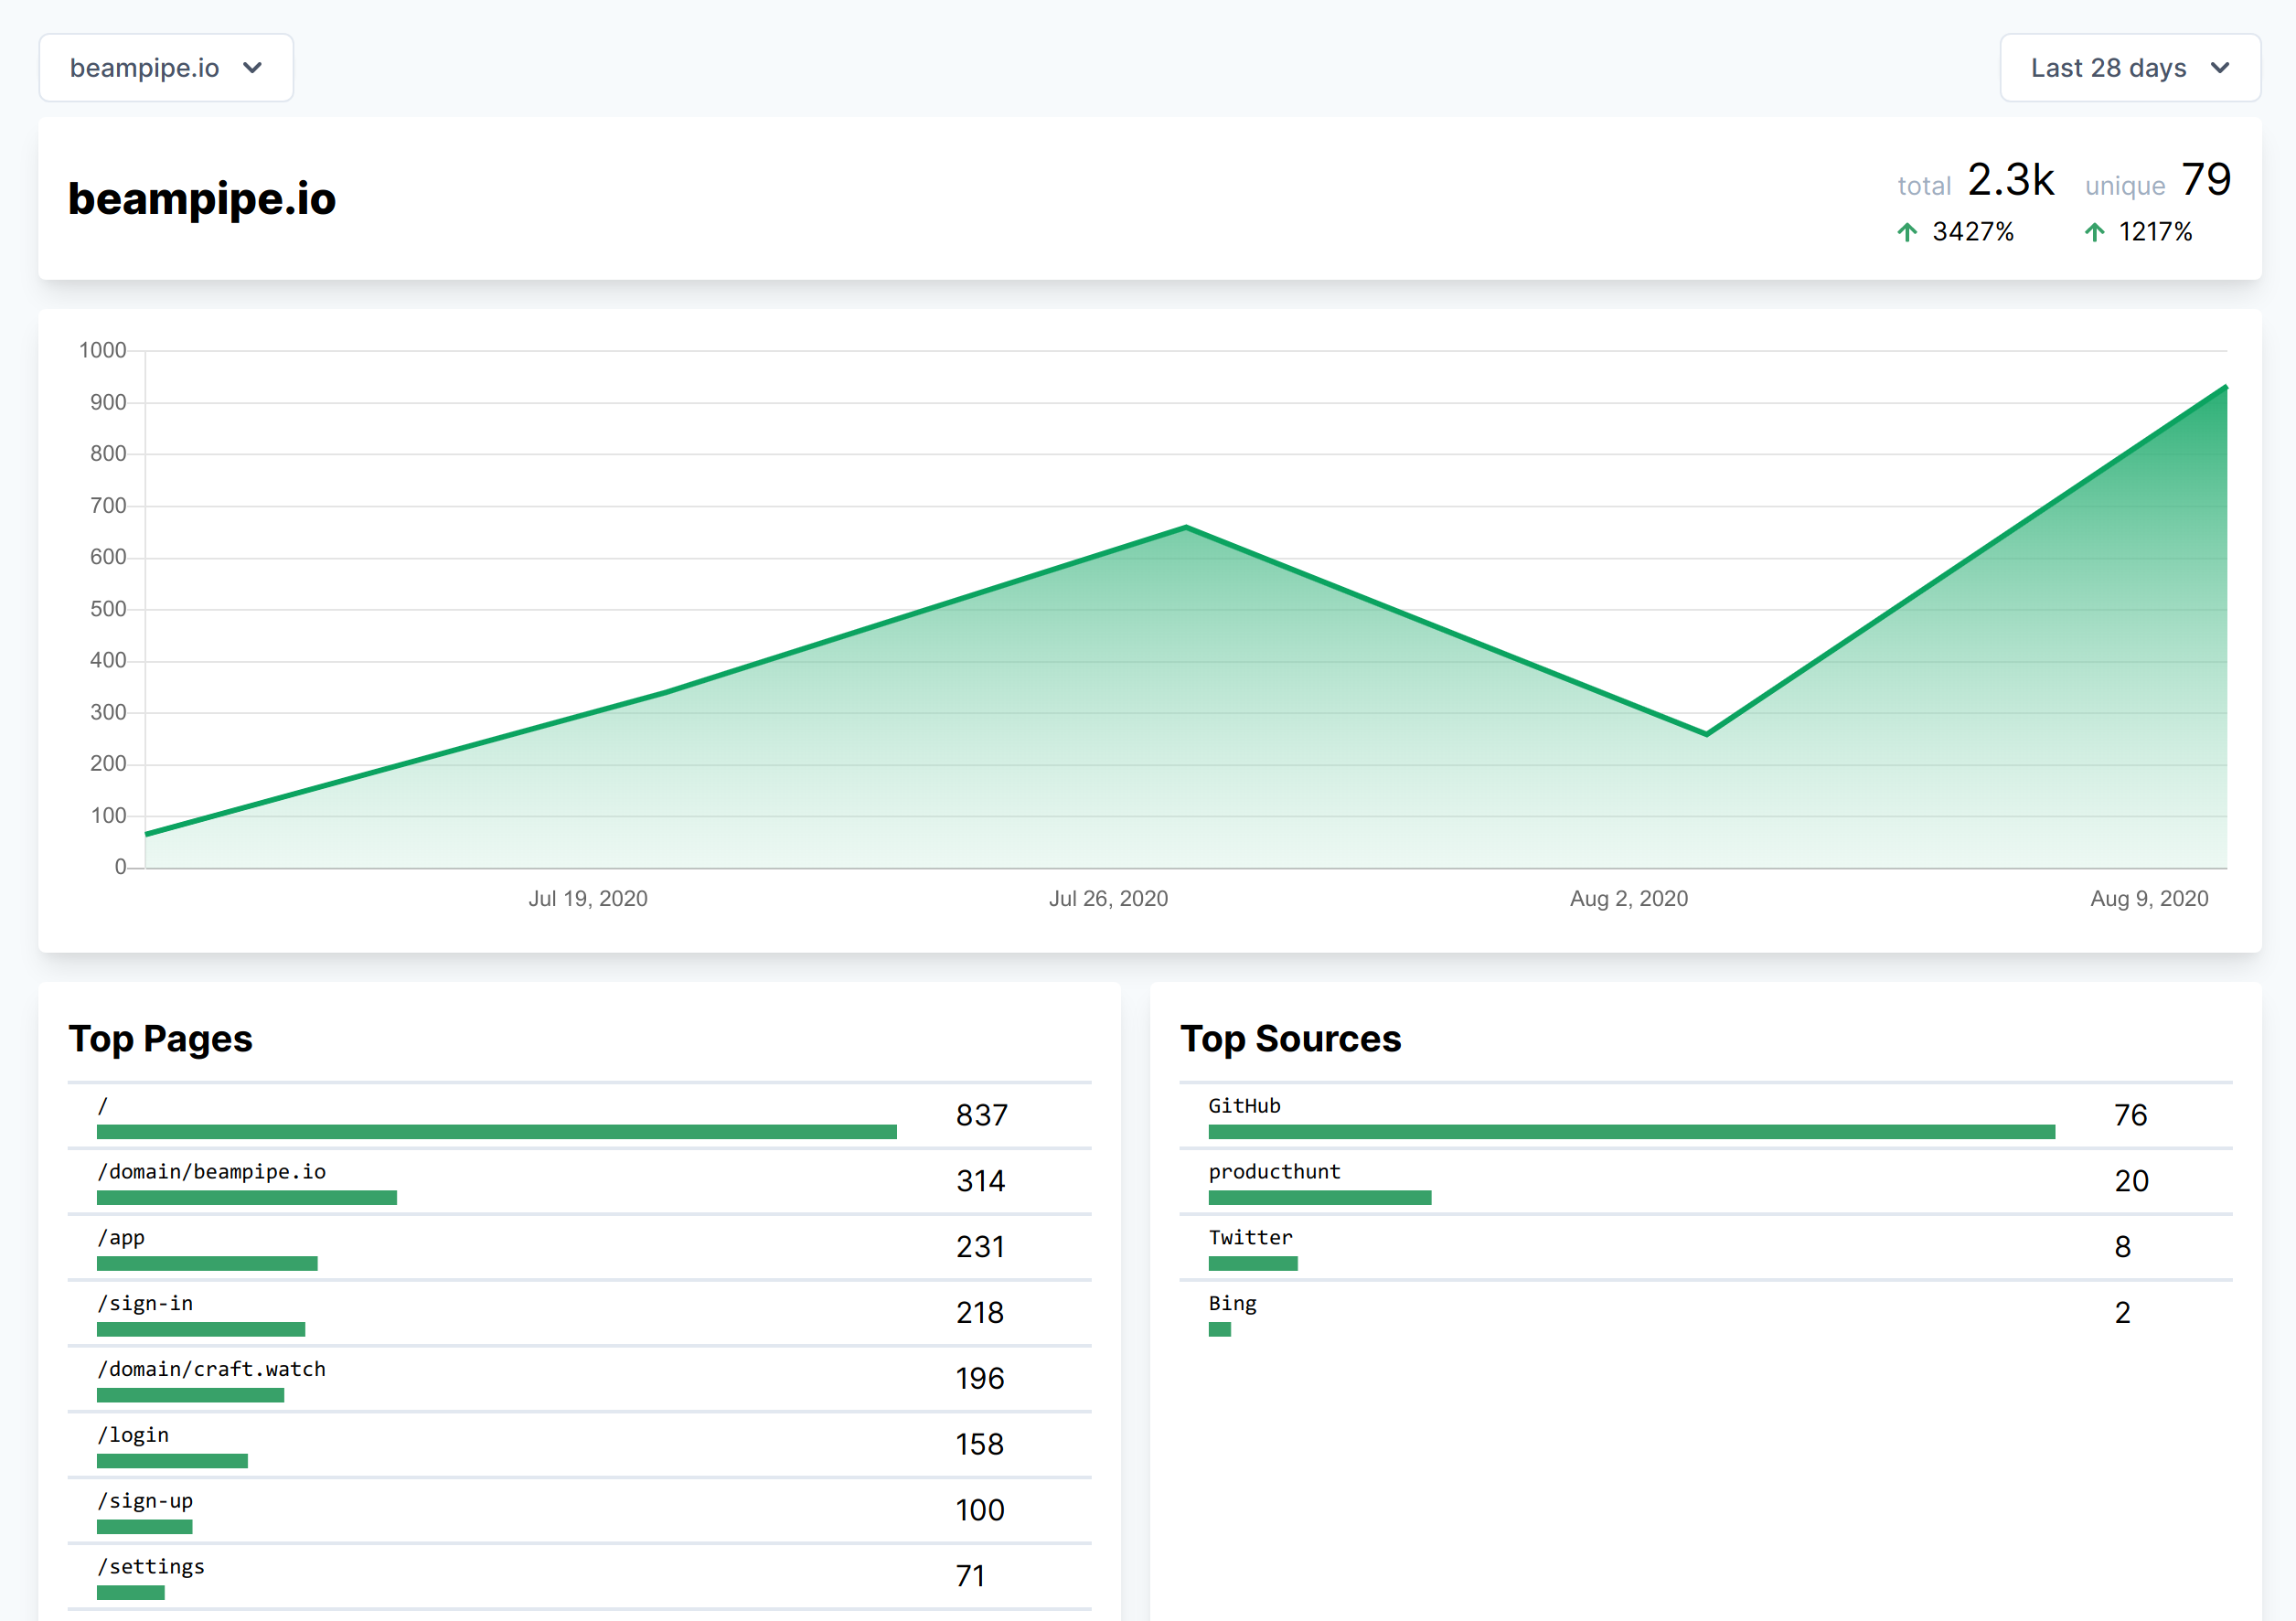 beampipe.io
Last 28 days
beampipe.io
total 2.3k unique 79
3427% 1217%
1000
900
800
700
600
500
400
300
200
100
0
Jul 19, 2020 Jul 26, 2020 Aug 2, 2020 Aug 9, 2020
Top Pages
/ 837
/domain/beampipe.io 314
/app 231
/sign-in 218
/domain/craft.watch 196
/login 158
/sign-up 100
/settings 71
Top Sources
GitHub 76
producthunt 20
Twitter 8
Bing 2